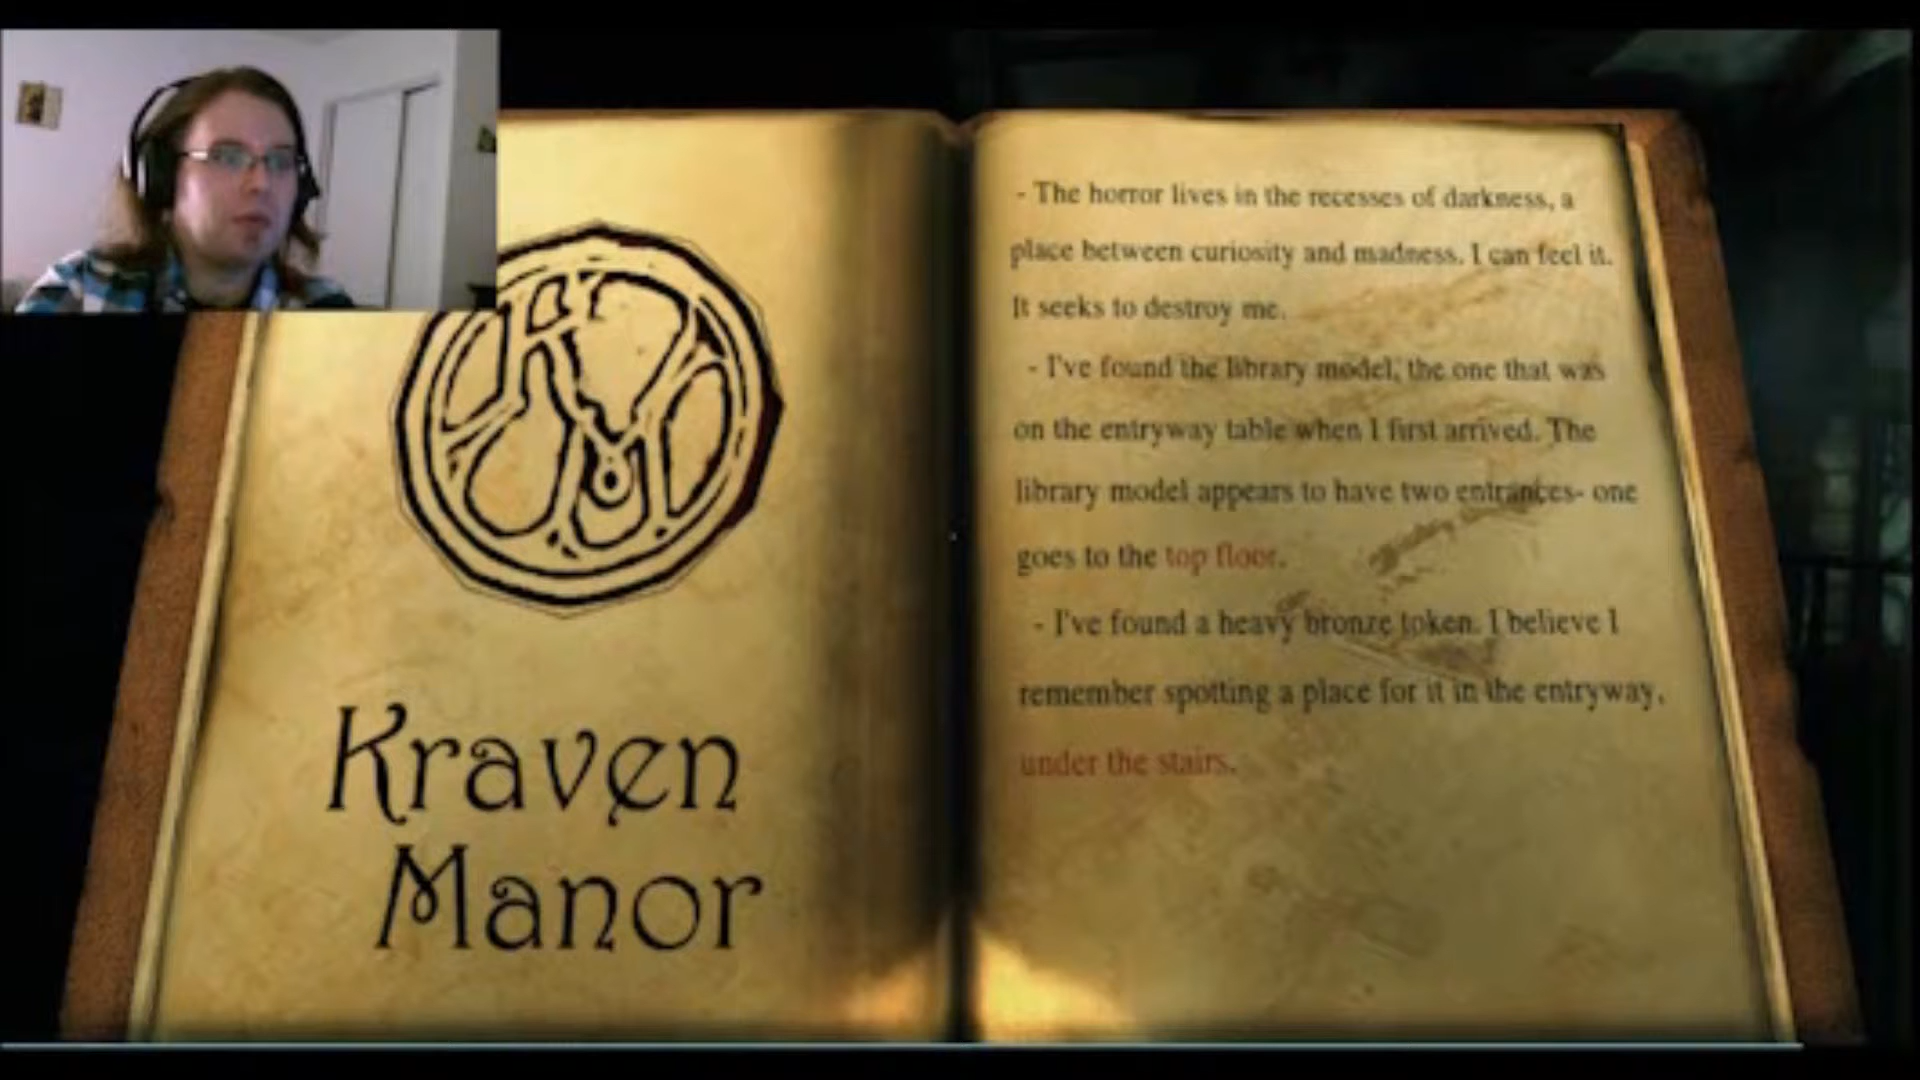 Kraven
Manor
- The horror lives in the recesses of darkness, a
place between curiosity and madness. I can feel it.
It seeks to destroy me.
- I've found the library model, the one that was
on the entryway table when I first arrived. The
library model appears to have two entrances- one
goes to the top floor.
- I've found a heavy bronze token. I believe I
remember spotting a place for it in the entryway,
under the stairs.